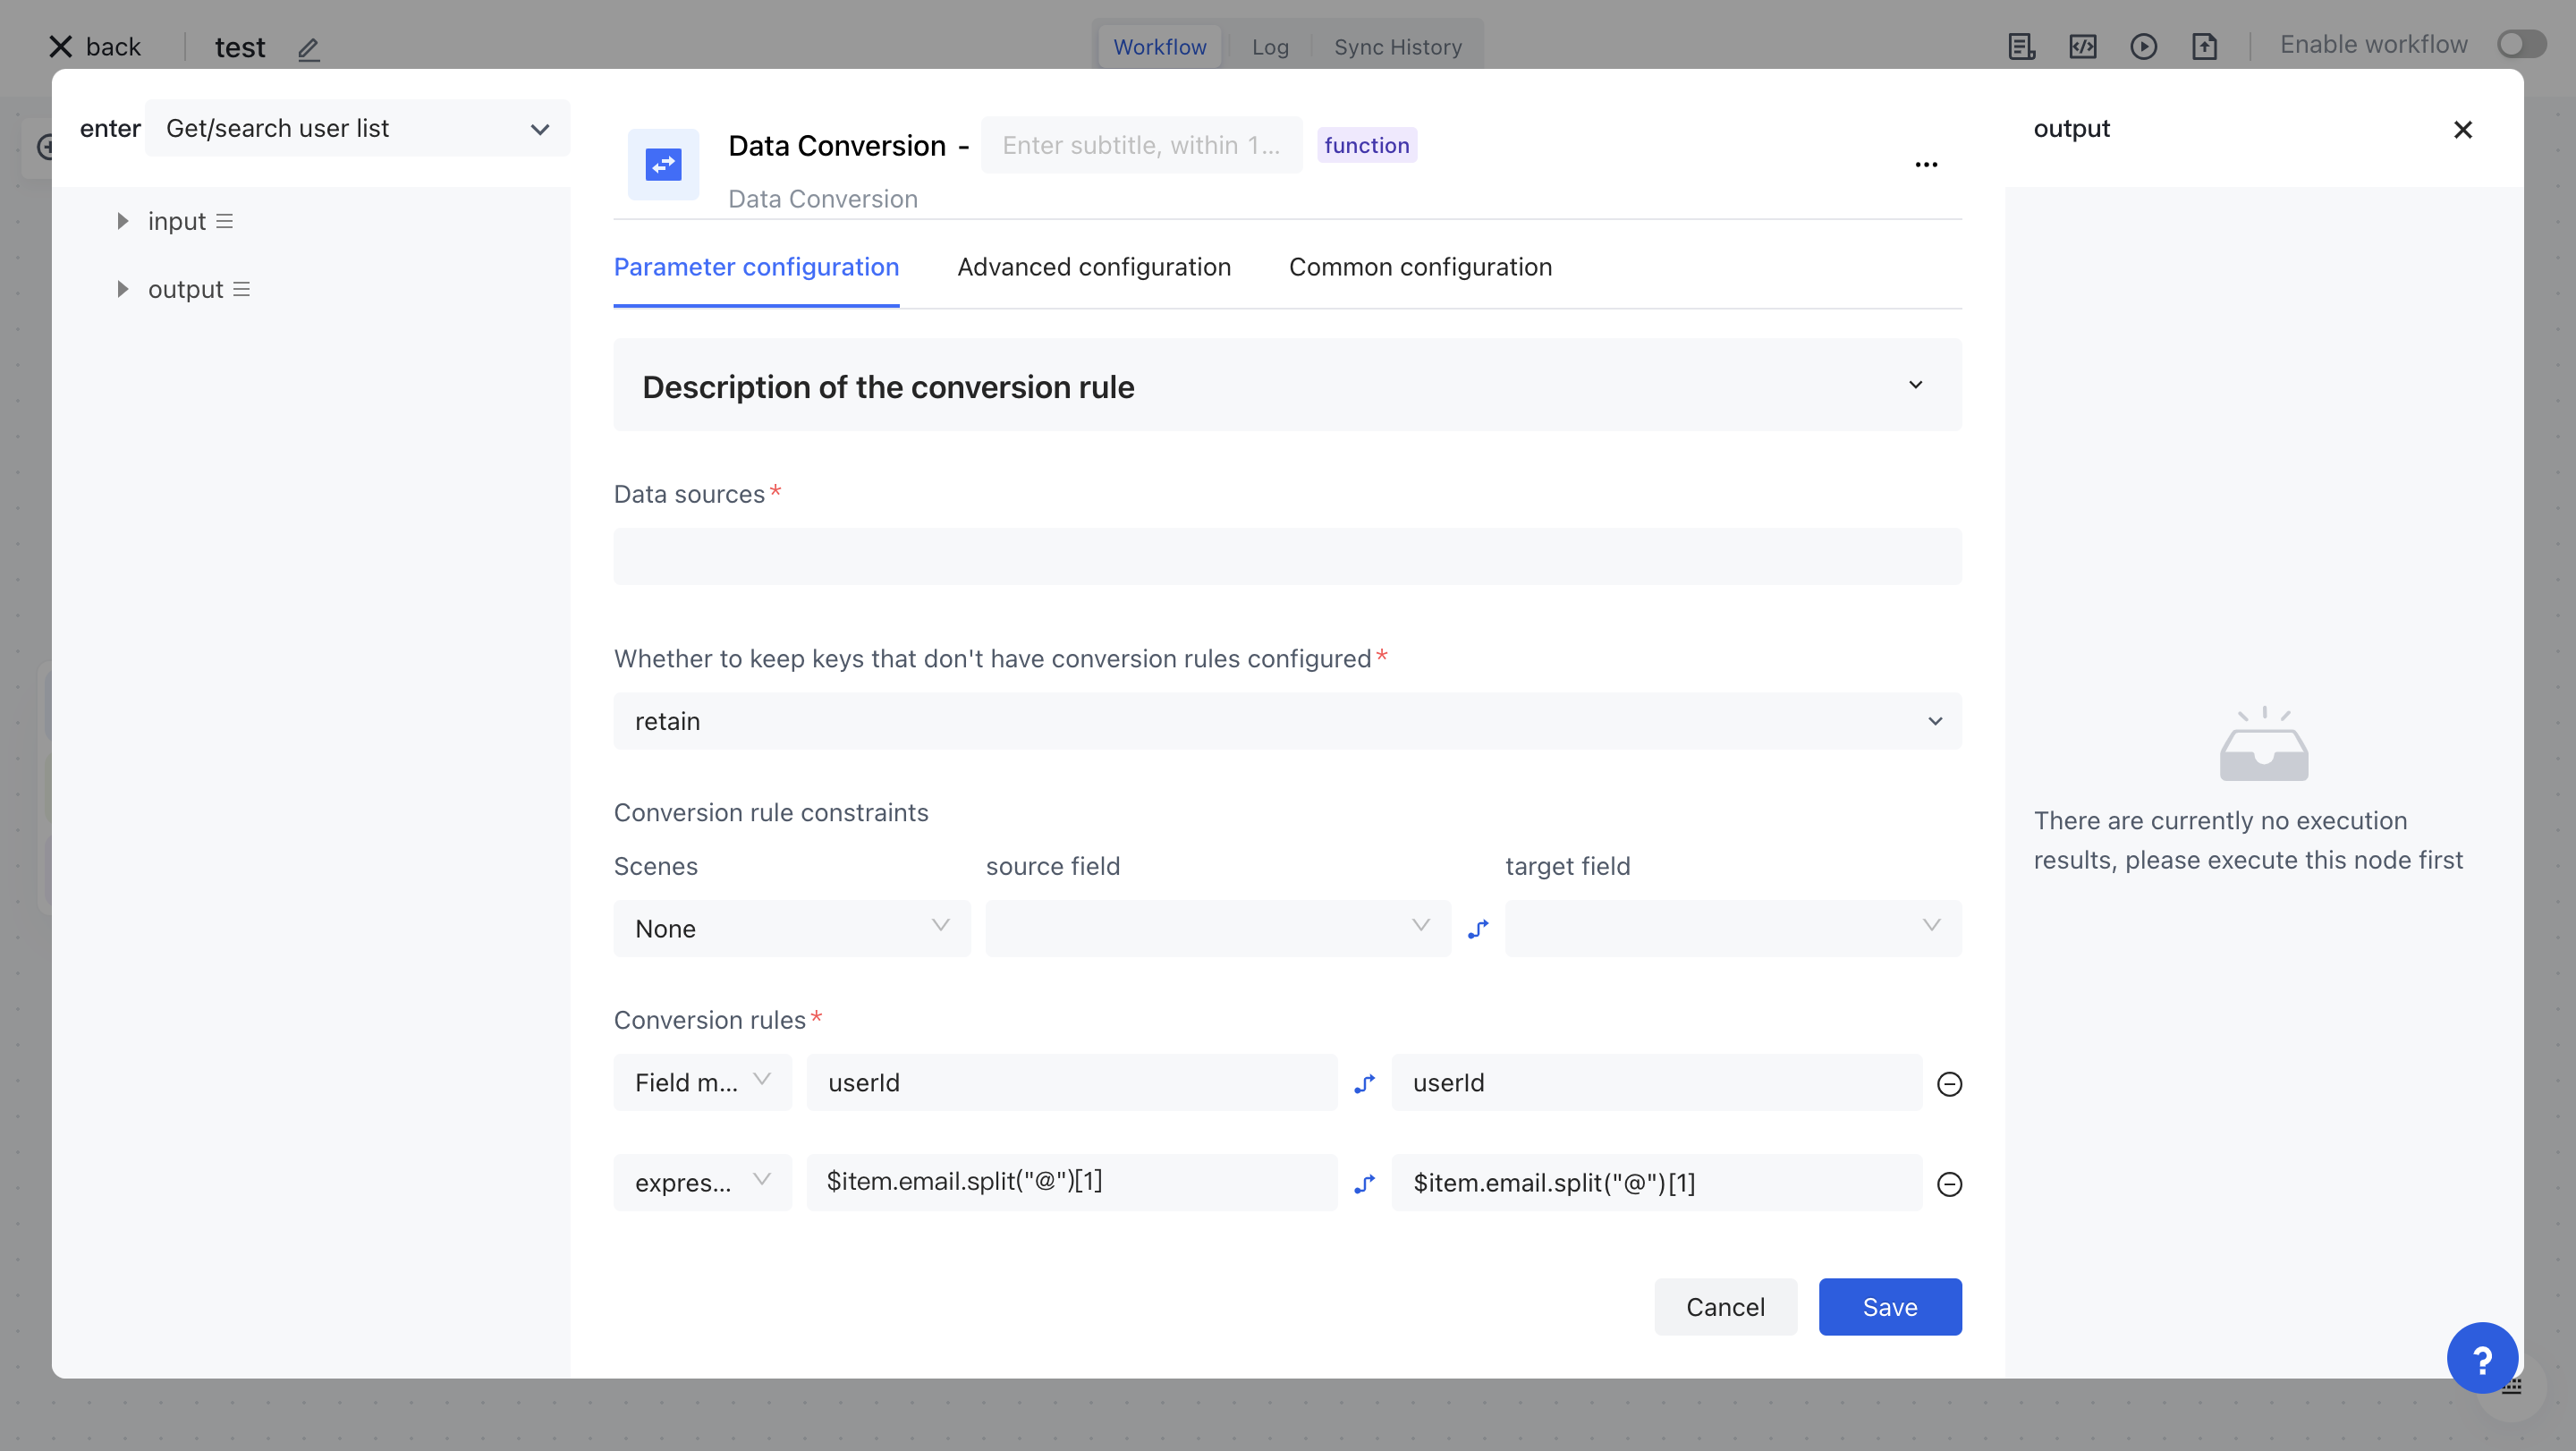 back
test
Workflow
Log
Sync History
Enable workflow
enter
Get/search user list
input
output
Data Conversion -
Enter subtitle, within 1...
function
Data Conversion
Parameter configuration
Advanced configuration
Common configuration
Description of the conversion rule
Data sources*
Whether to keep keys that don't have conversion rules configured*
retain
Conversion rule constraints
Scenes
source field
target field
None
Conversion rules*
Field m...
userId
userId
expres...
$item.email.split("@")[1]
$item.email.split("@")[1]
Cancel
Save
output
There are currently no execution
results, please execute this node first
?